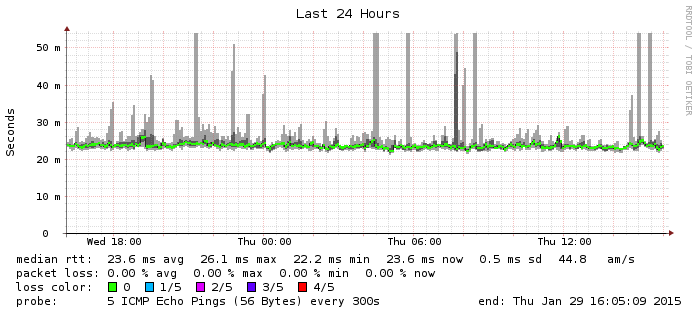 Last 24 Hours
RRDTOOL / TOBI OETIKER
Seconds
50 m
40 m
30 m
20 m
10 m
0
Wed 18:00 Thu 00:00 Thu 06:00 Thu 12:00
median rtt: 23.6 ms avg 26.1 ms max 22.2 ms min 23.6 ms now 0.5 ms sd 44.8 am/s
packet loss: 0.00 % avg 0.00 % max 0.00 % min 0.00 % now
loss color: 0 1/5 2/5 3/5 4/5
probe: 5 ICMP Echo Pings (56 Bytes) every 300s end: Thu Jan 29 16:05:09 2015